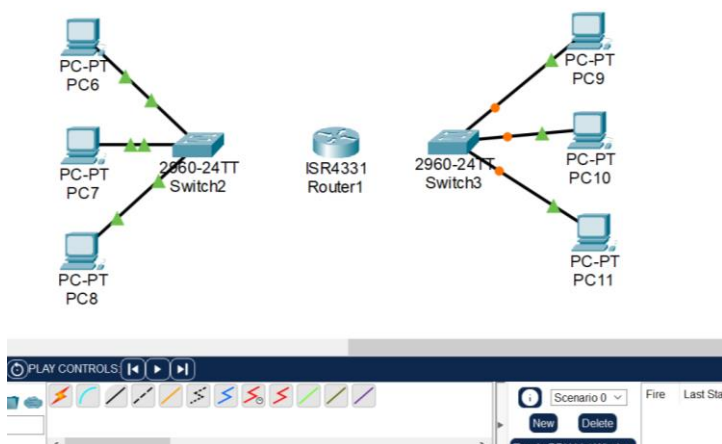 PC-PT
PC6
PC-PT
PC7
PC-PT
PC8
2960-24TT
Switch2
ISR4331
Router1
2960-24TT
Switch3
PC-PT
PC9
PC-PT
PC10
PC-PT
PC11
PLAY CONTROLS:
Scenario 0
Fire Last Sta
New Delete